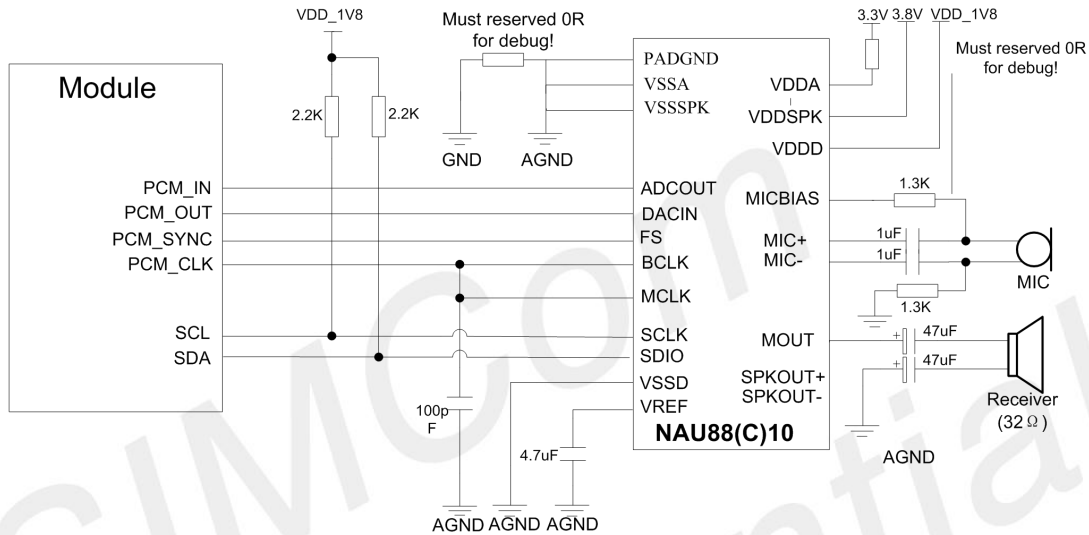 VDD_1V8
Must reserved 0R
for debug!
3.3V 3.8V VDD_1V8
Must reserved 0R
for debug!
Module
2.2K
2.2K
GND
AGND
PCM_IN
PCM_OUT
PCM_SYNC
PCM_CLK
SCL
SDA
PADGND
VSSA
VSSSPK
ADCOUT
DACIN
FS
BCLK
MCLK
SCLK
SDIO
VSSD
VREF
VDDA
VDDSPK
VDDD
MICBIAS
MIC+
MIC-
MOUT
SPKOUT+
SPKOUT-
NAU88(C)10
1.3K
1uF
1uF
MIC
1.3K
+ 47uF
+ 47uF
Receiver
(32 Ω)
AGND
100p
F
4.7uF
AGND AGND AGND
SIMCom